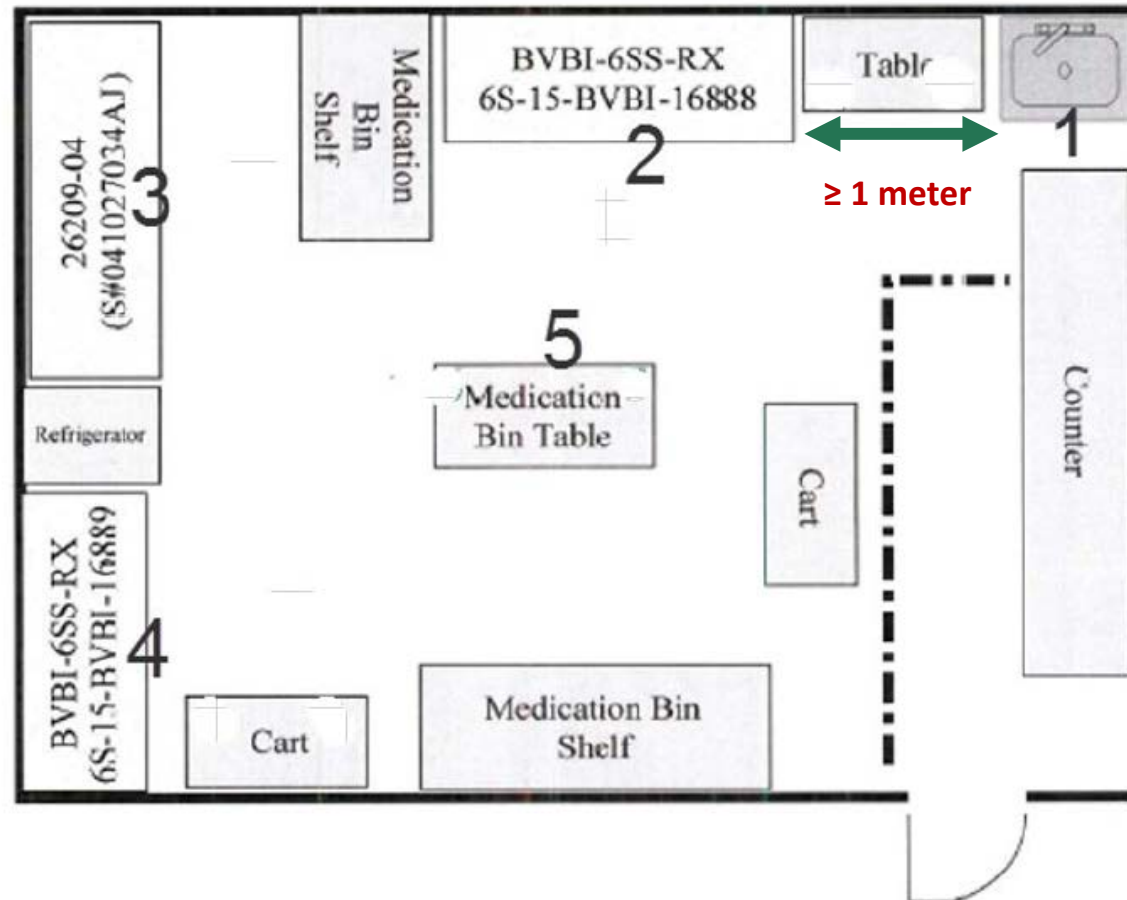 Medication
Bin
Shelf
BVBI-6SS-RX
6S-15-BVBI-16888
2
Table
1
≥ 1 meter
26209-04
(S#041027034AJ)
3
5
Medication
Bin Table
Refrigerator
Cart
Counter
BVBI-6SS-RX
6S-15-BVBI-16889
4
Cart
Medication Bin
Shelf